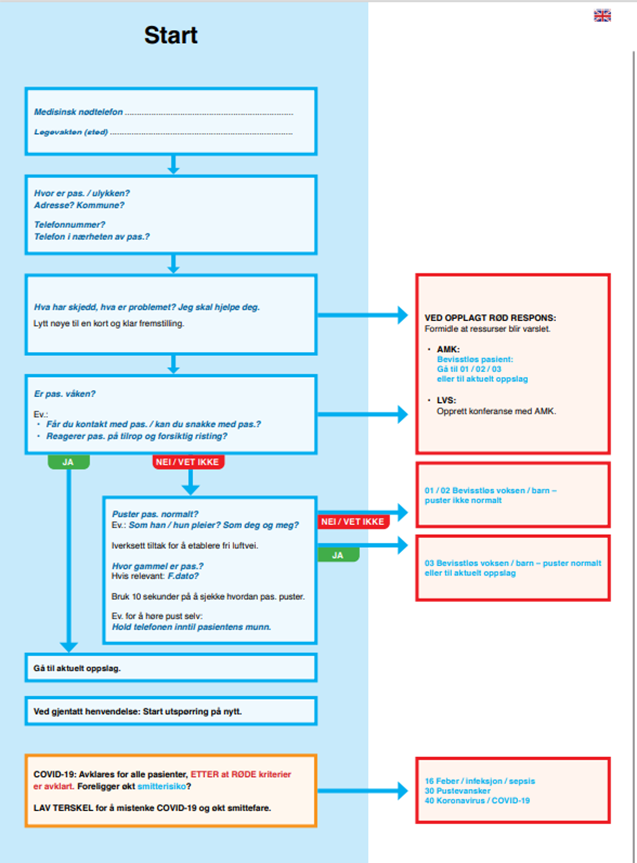 Start
Medisinsk nødtelefon ................................................................
Legevakten (sted) ......................................................................
Hvor er pas. / ulykken?
Adresse? Kommune?
Telefonnummer?
Telefon i nærheten av pas.?
Hva har skjedd, hva er problemet? Jeg skal hjelpe deg.
Lytt nøye til en kort og klar fremstilling.
VED OPPLAGT RØD RESPONS:
Formidle at ressurser blir varslet.
• AMK:
Bevisstløs pasient:
Gå til 01 / 02 / 03
eller til aktuelt oppslag
• LVS:
Opprett konferanse med AMK.
Er pas. våken?
Ev.:
• Får du kontakt med pas. / kan du snakke med pas.?
• Reagerer pas. på tilrop og forsiktig risting?
JA
NEI / VET IKKE
01 / 02 Bevisstløs voksen / barn –
puster ikke normalt
Puster pas. normalt?
Ev.: Som han / hun pleier? Som deg og meg?
Iverksett tiltak for å etablere fri luftvei.
Hvor gammel er pas.?
Hvis relevant: F.dato?
Bruk 10 sekunder på å sjekke hvordan pas. puster.
Ev. for å høre pust selv:
Hold telefonen inntil pasientens munn.
NEI / VET IKKE
JA
03 Bevisstløs voksen / barn – puster normalt
eller til aktuelt oppslag
Gå til aktuelt oppslag.
Ved gjentatt henvendelse: Start utspørring på nytt.
COVID-19: Avklares for alle pasienter, ETTER at RØDE kriterier
er avklart. Foreligger økt smitterisiko?
LAV TERSKEL for å mistenke COVID-19 og økt smittefare.
16 Feber / infeksjon / sepsis
30 Pustevansker
40 Koronavirus / COVID-19